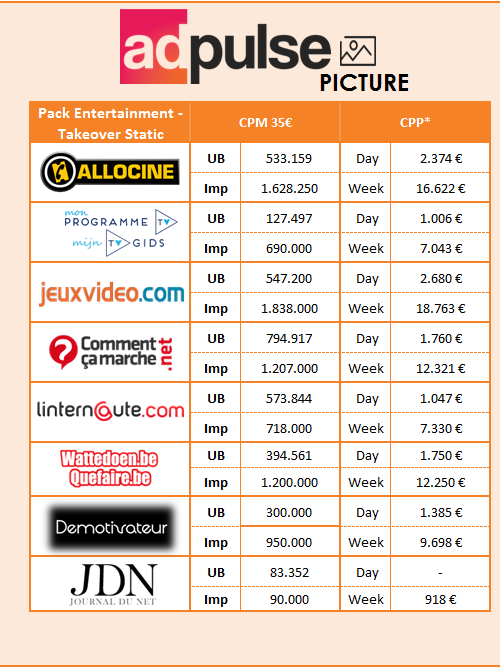 adpulse
PICTURE
Pack Entertainment -
Takeover Static
CPM 35€
CPP*
ALLOCINE
UB 533.159 Day 2.374 €
Imp 1.628.250 Week 16.622 €
mon
PROGRAMME TV
mijn TV GIDS
UB 127.497 Day 1.006 €
Imp 690.000 Week 7.043 €
jeuxvideo.com
UB 547.200 Day 2.680 €
Imp 1.838.000 Week 18.763 €
Comment
ça marche .net
UB 794.917 Day 1.760 €
Imp 1.207.000 Week 12.321 €
linternaute.com
UB 573.844 Day 1.047 €
Imp 718.000 Week 7.330 €
Wattedoen.be
Quefaire.be
UB 394.561 Day 1.750 €
Imp 1.200.000 Week 12.250 €
Demotivateur
UB 300.000 Day 1.385 €
Imp 950.000 Week 9.698 €
JDN
JOURNAL DU NET
UB 83.352 Day -
Imp 90.000 Week 918 €